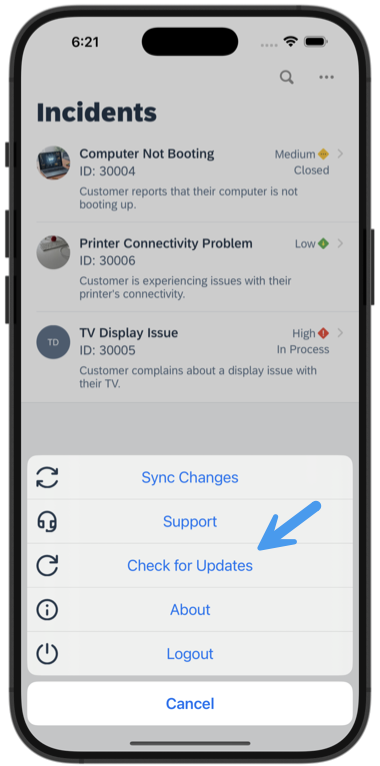 6:21
Incidents
Computer Not Booting
Medium
ID: 30004
Closed
Customer reports that their computer is not
booting up.
Printer Connectivity Problem
Low
ID: 30006
Customer is experiencing issues with their
printer's connectivity.
TD
TV Display Issue
High
ID: 30005
In Process
Customer complains about a display issue with
their TV.
Sync Changes
Support
Check for Updates
About
Logout
Cancel